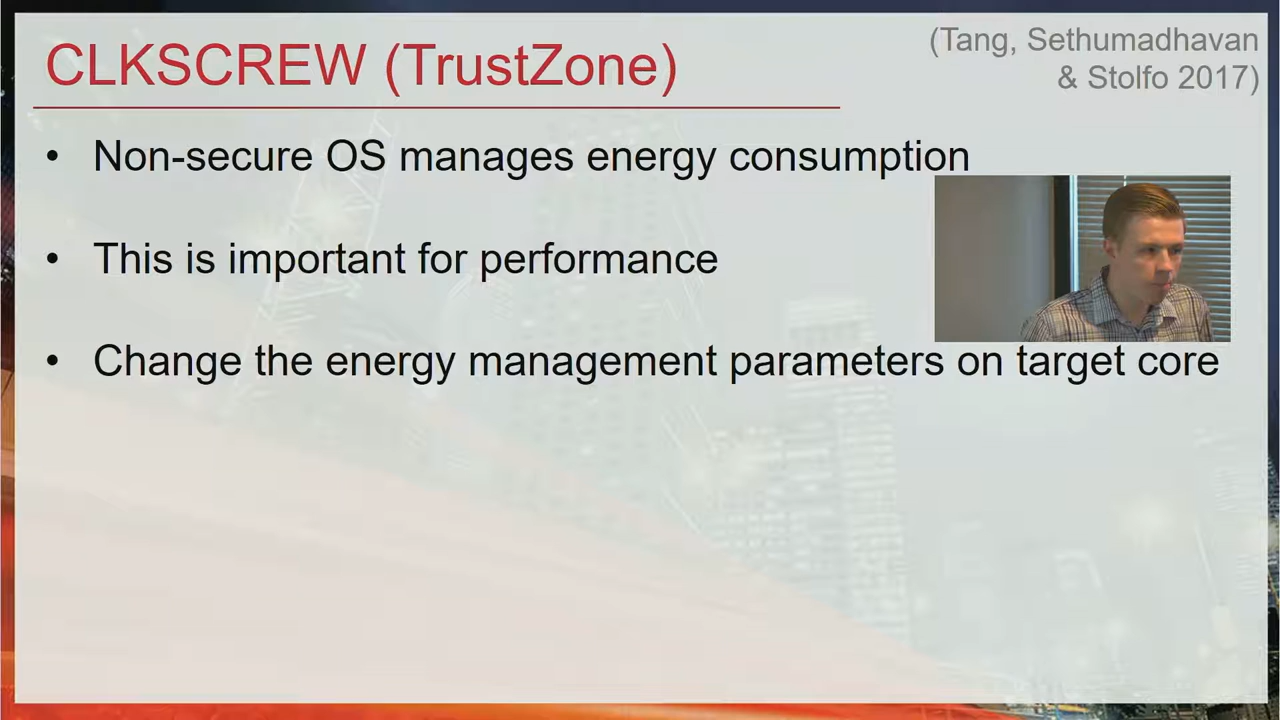 CLKSCREW (TrustZone)
(Tang, Sethumadhavan
& Stolfo 2017)
• Non-secure OS manages energy consumption
• This is important for performance
• Change the energy management parameters on target core